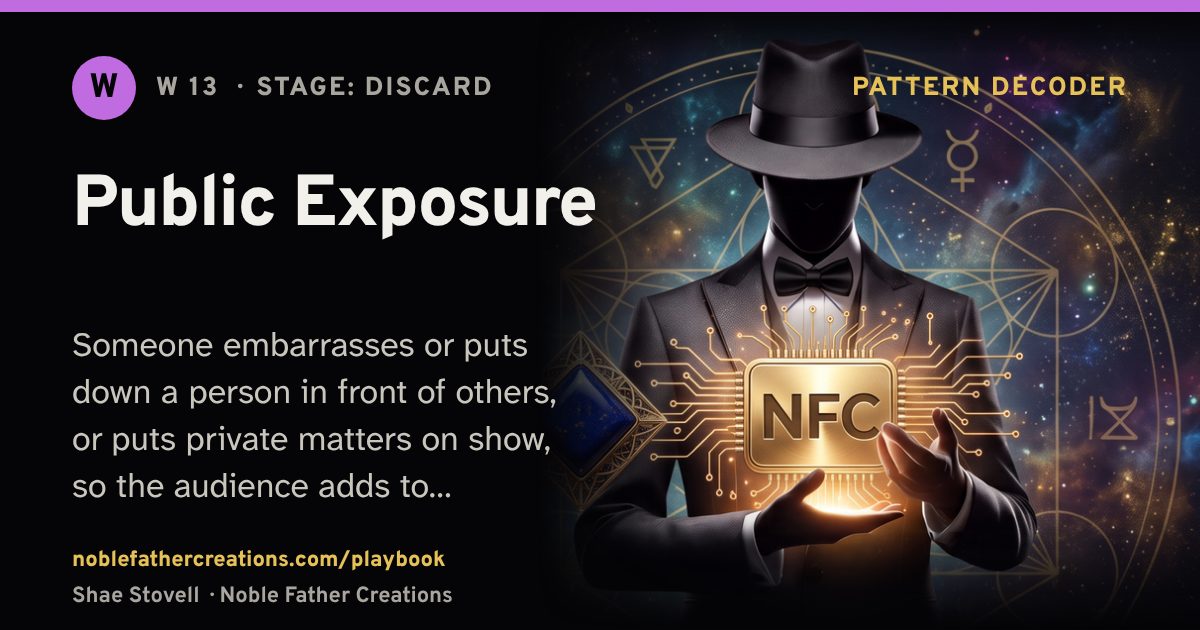 W
W 13 · STAGE: DISCARD
PATTERN DECODER
Public Exposure
Someone embarrasses or puts
down a person in front of others,
or puts private matters on show,
so the audience adds to...
NFC
noblefathercreations.com/playbook
Shae Stovell · Noble Father Creations